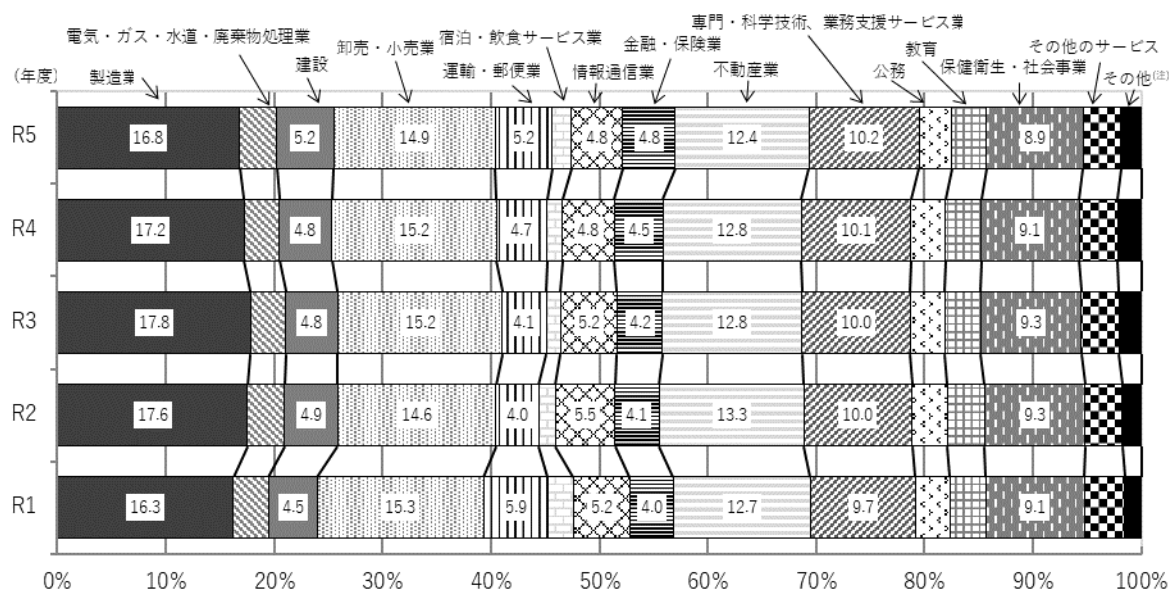 専門・科学技術、業務支援サービス業
電気・ガス・水道・廃棄物処理業 卸売・小売業 宿泊・飲食サービス業 金融・保険業 教育 その他のサービス
(年度) 製造業 建設 運輸・郵便業 情報通信業 不動産業 公務 保健衛生・社会事業 その他(注)
R5 16.8 5.2 14.9 5.2 4.8 4.8 12.4 10.2 8.9
R4 17.2 4.8 15.2 4.7 4.8 4.5 12.8 10.1 9.1
R3 17.8 4.8 15.2 4.1 5.2 4.2 12.8 10.0 9.3
R2 17.6 4.9 14.6 4.0 5.5 4.1 13.3 10.0 9.3
R1 16.3 4.5 15.3 5.9 5.2 4.0 12.7 9.7 9.1
0% 10% 20% 30% 40% 50% 60% 70% 80% 90% 100%